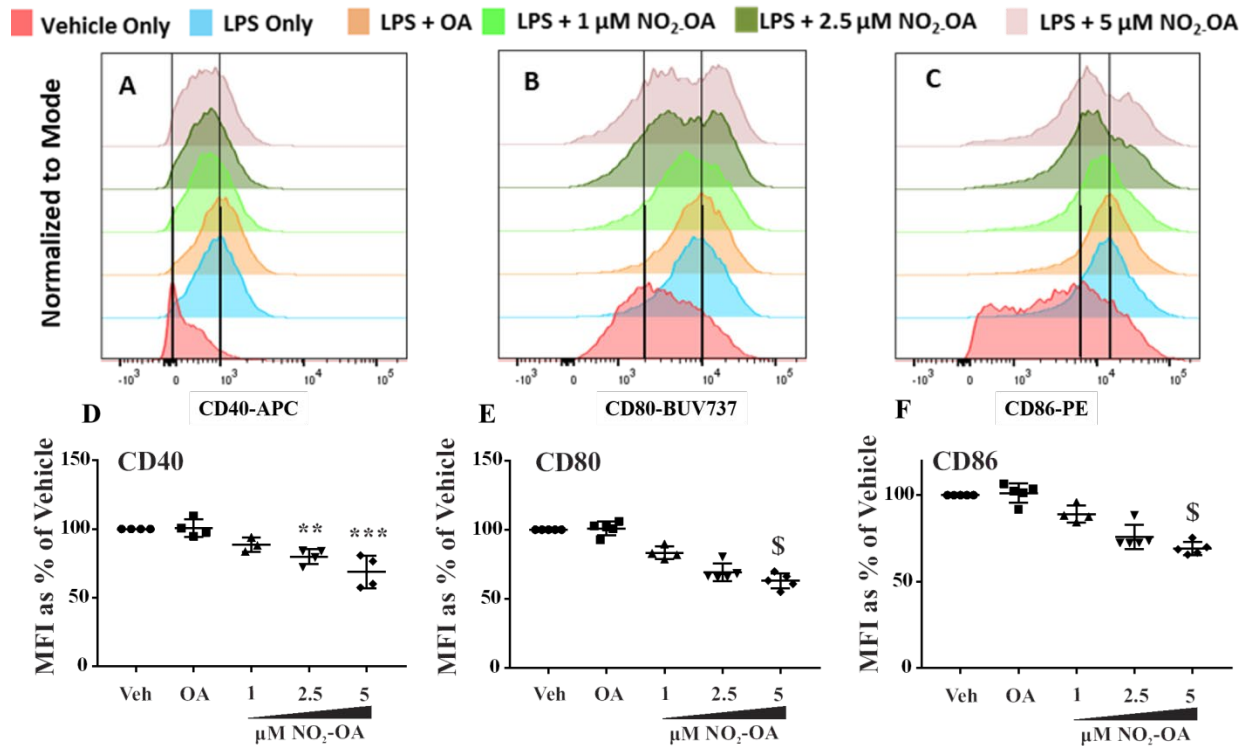 Vehicle Only LPS Only LPS + OA LPS + 1 µM NO₂-OA LPS + 2.5 µM NO₂-OA LPS + 5 µM NO₂-OA
Normalized to Mode
A B C
-10³ 0 10³ 10⁴ 10⁵ -10³ 0 10³ 10⁴ 10⁵ -10³ 0 10³ 10⁴ 10⁵
CD40-APC CD80-BUV737 CD86-PE
D E F
MFI as % of Vehicle
CD40
150
100
50
0
** ***
Veh OA 1 2.5 5
µM NO₂-OA
MFI as % of Vehicle
CD80
150
100
50
0
$
Veh OA 1 2.5 5
µM NO₂-OA
MFI as % of Vehicle
CD86
100
50
0
$
Veh OA 1 2.5 5
µM NO₂-OA